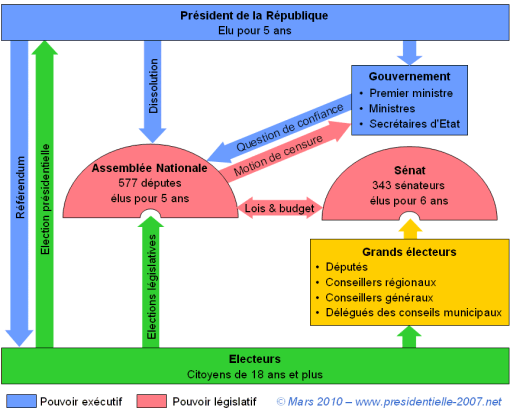 Président de la République
Elu pour 5 ans
Gouvernement
• Premier ministre
• Ministres
• Secrétaires d'Etat
Dissolution
Question de confiance
Motion de censure
Référendum
Election présidentielle
Assemblée Nationale
577 députes
élus pour 5 ans
Lois & budget
Sénat
343 sénateurs
élus pour 6 ans
Elections législatives
Grands électeurs
• Députés
• Conseillers régionaux
• Conseillers généraux
• Délégués des conseils municipaux
Electeurs
Citoyens de 18 ans et plus
Pouvoir exécutif
Pouvoir législatif
© Mars 2010 – www.presidentielle-2007.net